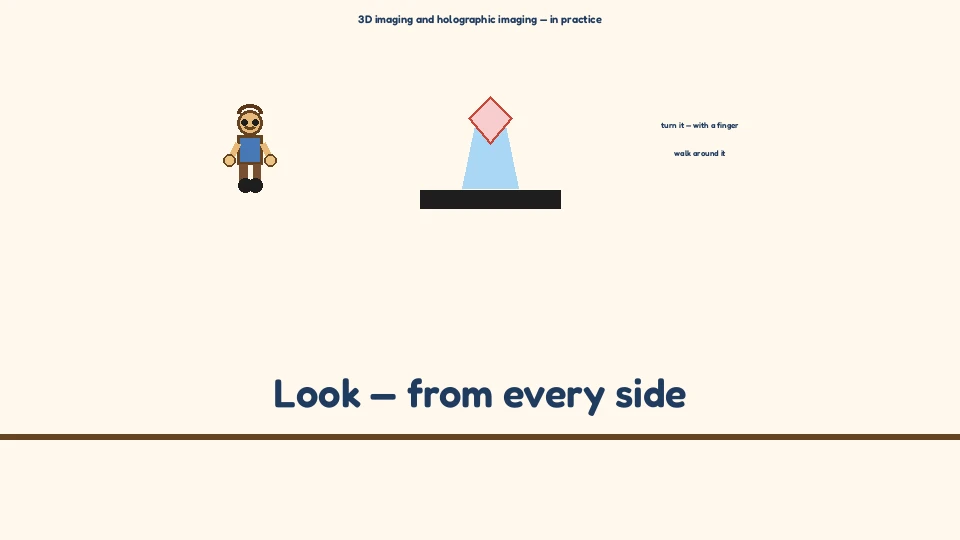 3D imaging and holographic imaging — in practice
turn it — with a finger
walk around it
Look — from every side